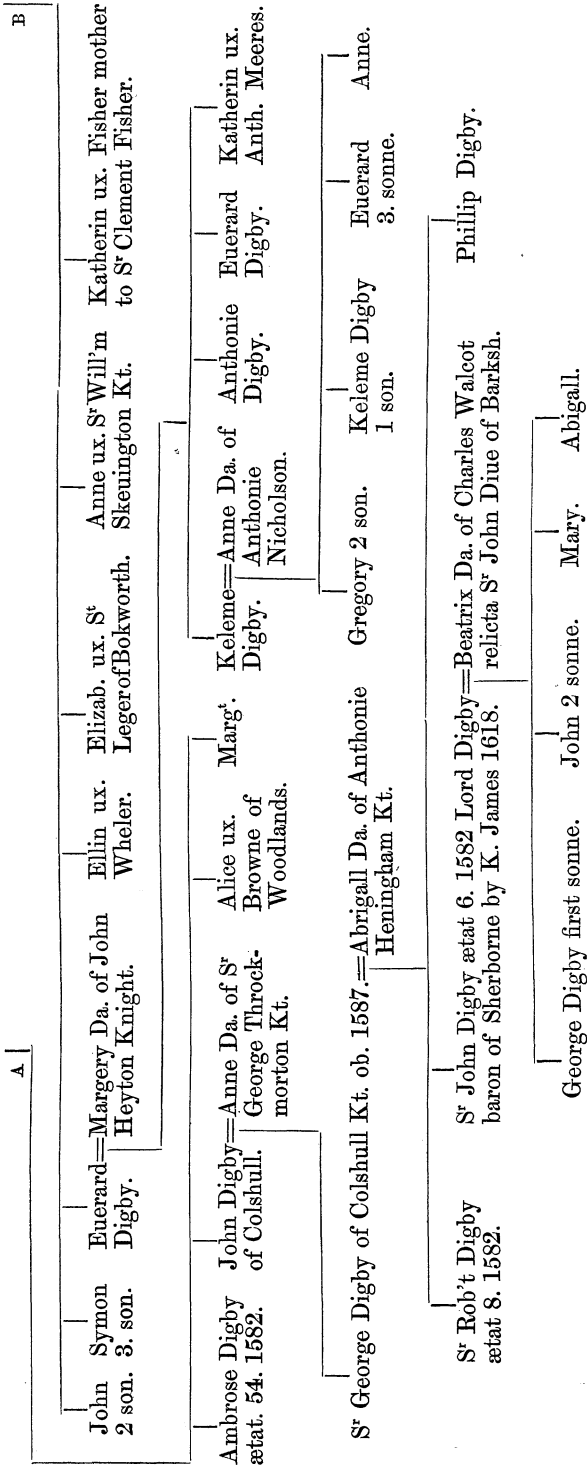 A
B
John
2 son.
Symon
3. son.
Euerard=Margery Da. of John
Digby.
Heyton Knight.
Ellin ux.
Wheler.
Elizab. ux. Sᵗ
Leger of Bokworth.
Anne ux. Sʳ Will'm
Skeuington Kt.
Katherin ux. Fisher mother
to Sʳ Clement Fisher.
Ambrose Digby
ætat. 54. 1582.
John Digby=Anne Da. of Sʳ
of Colshull.
George Throck-
morton Kt.
Alice ux.
Browne of
Woodlands.
Margᵗ.
Keleme=Anne Da. of
Digby.
Anthonie
Nicholson.
Anthonie
Digby.
Euerard
Digby.
Katherin ux.
Anth. Meeres.
Sʳ George Digby of Colshull Kt. ob. 1587.=Abrigall Da. of Anthonie
Heningham Kt.
Gregory 2 son.
Keleme Digby
1 son.
Euerard
3. sonne.
Anne.
Sʳ Rob't Digby
ætat 8. 1582.
Sʳ John Digby ætat 6. 1582 Lord Digby=Beatrix Da. of Charles Walcot
baron of Sherborne by K. James 1618.
relicta Sʳ John Diue of Barksh.
Phillip Digby.
George Digby first sonne.
John 2 sonne.
Mary.
Abigall.